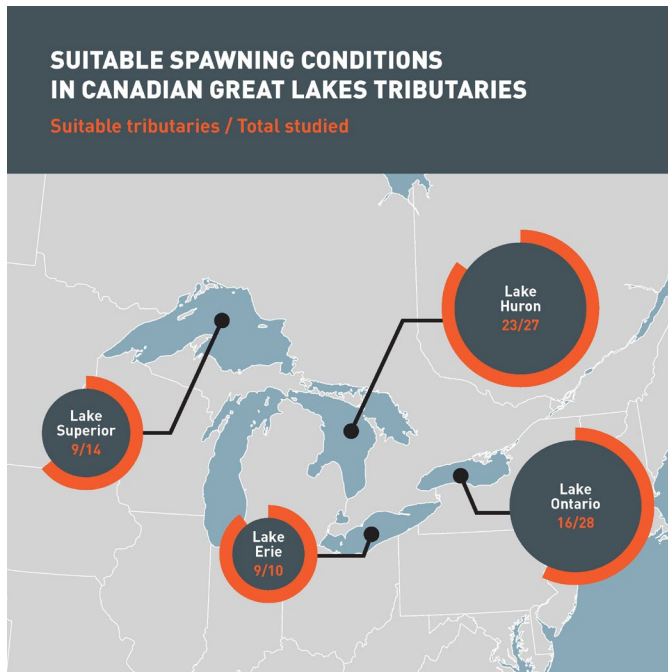 SUITABLE SPAWNING CONDITIONS
IN CANADIAN GREAT LAKES TRIBUTARIES
Suitable tributaries / Total studied
Lake
Huron
23/27
Lake
Superior
9/14
Lake
Ontario
16/28
Lake
Erie
9/10